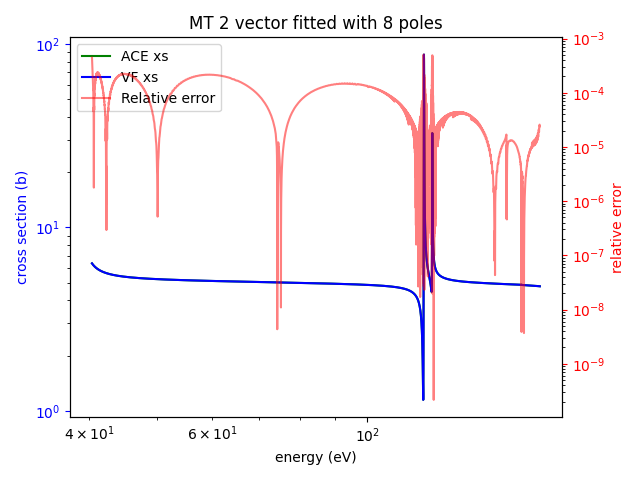 MT 2 vector fitted with 8 poles
ACE xs
VF xs
Relative error
cross section (b)
10²
10¹
10⁰
relative error
10⁻³
10⁻⁴
10⁻⁵
10⁻⁶
10⁻⁷
10⁻⁸
10⁻⁹
4 × 10¹
6 × 10¹
10²
energy (eV)